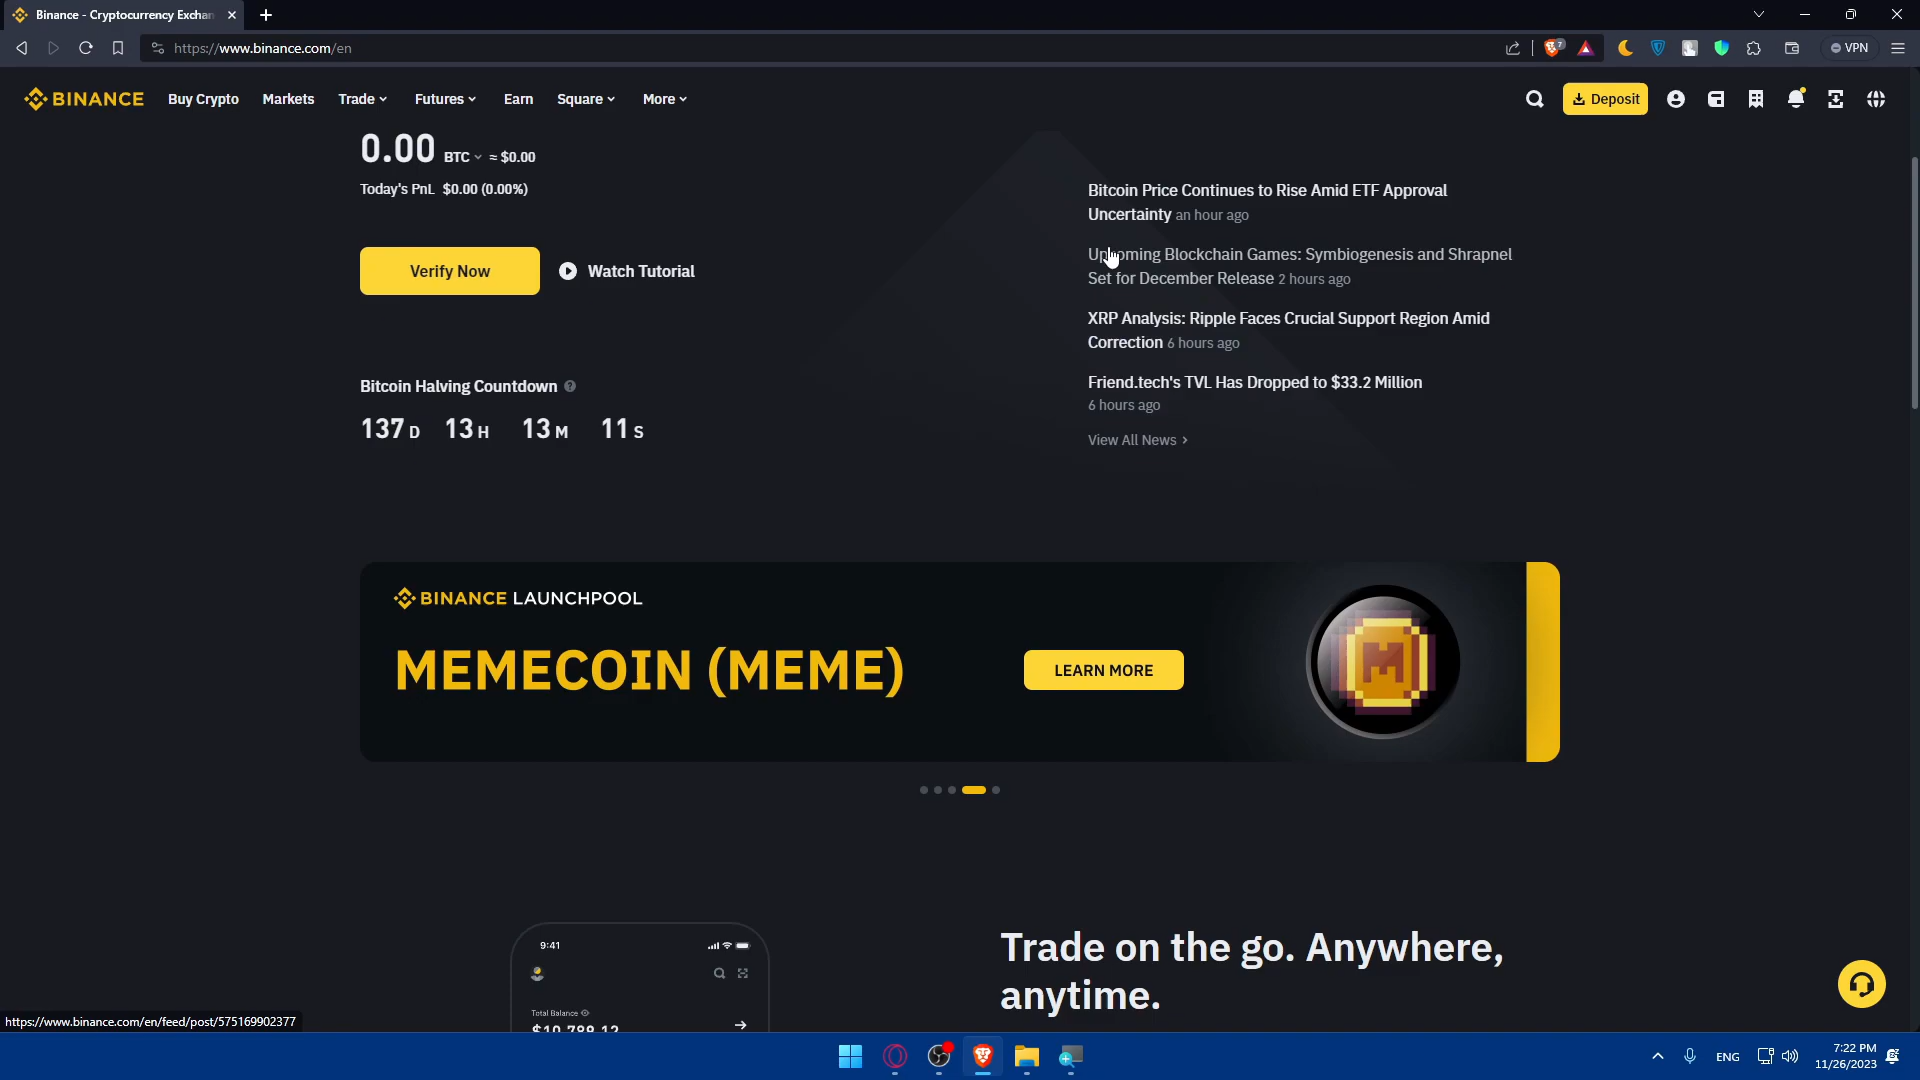 Binance - Cryptocurrency Exchan
https://www.binance.com/en
7
VPN
BINANCE
Buy Crypto
Markets
Trade
Futures
Earn
Square
More
Deposit
0.00 BTC ≈ $0.00
Today's PnL $0.00 (0.00%)
Verify Now
Watch Tutorial
Bitcoin Halving Countdown ?
137 D 13 H 13 M 11 S
Bitcoin Price Continues to Rise Amid ETF Approval
Uncertainty an hour ago
Upcoming Blockchain Games: Symbiogenesis and Shrapnel
Set for December Release 2 hours ago
XRP Analysis: Ripple Faces Crucial Support Region Amid
Correction 6 hours ago
Friend.tech's TVL Has Dropped to $33.2 Million
6 hours ago
View All News
BINANCE LAUNCHPOOL
MEMECOIN (MEME)
LEARN MORE
M
9:41
Total Balance
$10,789.12
Trade on the go. Anywhere,
anytime.
https://www.binance.com/en/feed/post/575169902377
ENG
7:22 PM
11/26/2023